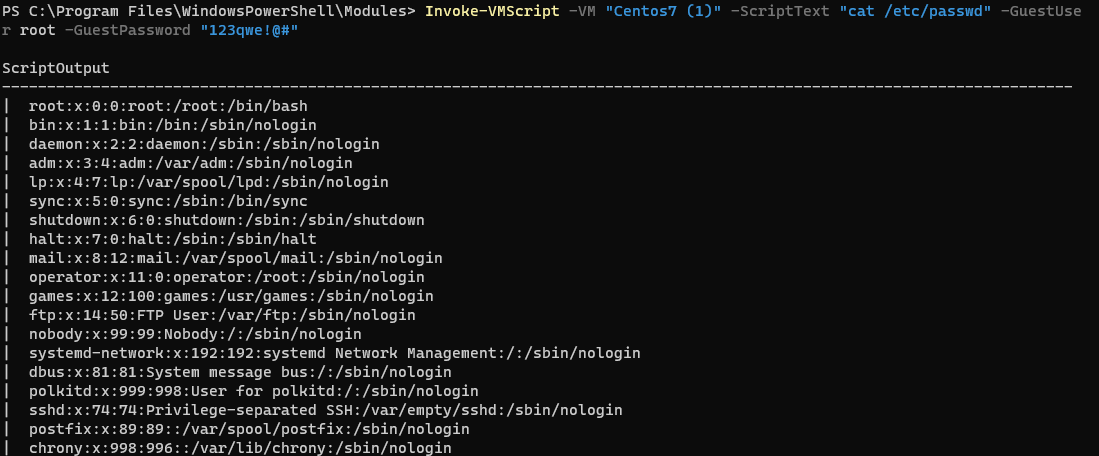 PS C:\Program Files\WindowsPowerShell\Modules> Invoke-VMScript -VM "Centos7 (1)" -ScriptText "cat /etc/passwd" -GuestUse
r root -GuestPassword "123qwe!@#"
ScriptOutput
-----------------------------------------------------------------------------------------------------------------------
|  root:x:0:0:root:/root:/bin/bash
|  bin:x:1:1:bin:/bin:/sbin/nologin
|  daemon:x:2:2:daemon:/sbin:/sbin/nologin
|  adm:x:3:4:adm:/var/adm:/sbin/nologin
|  lp:x:4:7:lp:/var/spool/lpd:/sbin/nologin
|  sync:x:5:0:sync:/sbin:/bin/sync
|  shutdown:x:6:0:shutdown:/sbin:/sbin/shutdown
|  halt:x:7:0:halt:/sbin:/sbin/halt
|  mail:x:8:12:mail:/var/spool/mail:/sbin/nologin
|  operator:x:11:0:operator:/root:/sbin/nologin
|  games:x:12:100:games:/usr/games:/sbin/nologin
|  ftp:x:14:50:FTP User:/var/ftp:/sbin/nologin
|  nobody:x:99:99:Nobody:/:/sbin/nologin
|  systemd-network:x:192:192:systemd Network Management:/:/sbin/nologin
|  dbus:x:81:81:System message bus:/:/sbin/nologin
|  polkitd:x:999:998:User for polkitd:/:/sbin/nologin
|  sshd:x:74:74:Privilege-separated SSH:/var/empty/sshd:/sbin/nologin
|  postfix:x:89:89::/var/spool/postfix:/sbin/nologin
|  chrony:x:998:996::/var/lib/chrony:/sbin/nologin